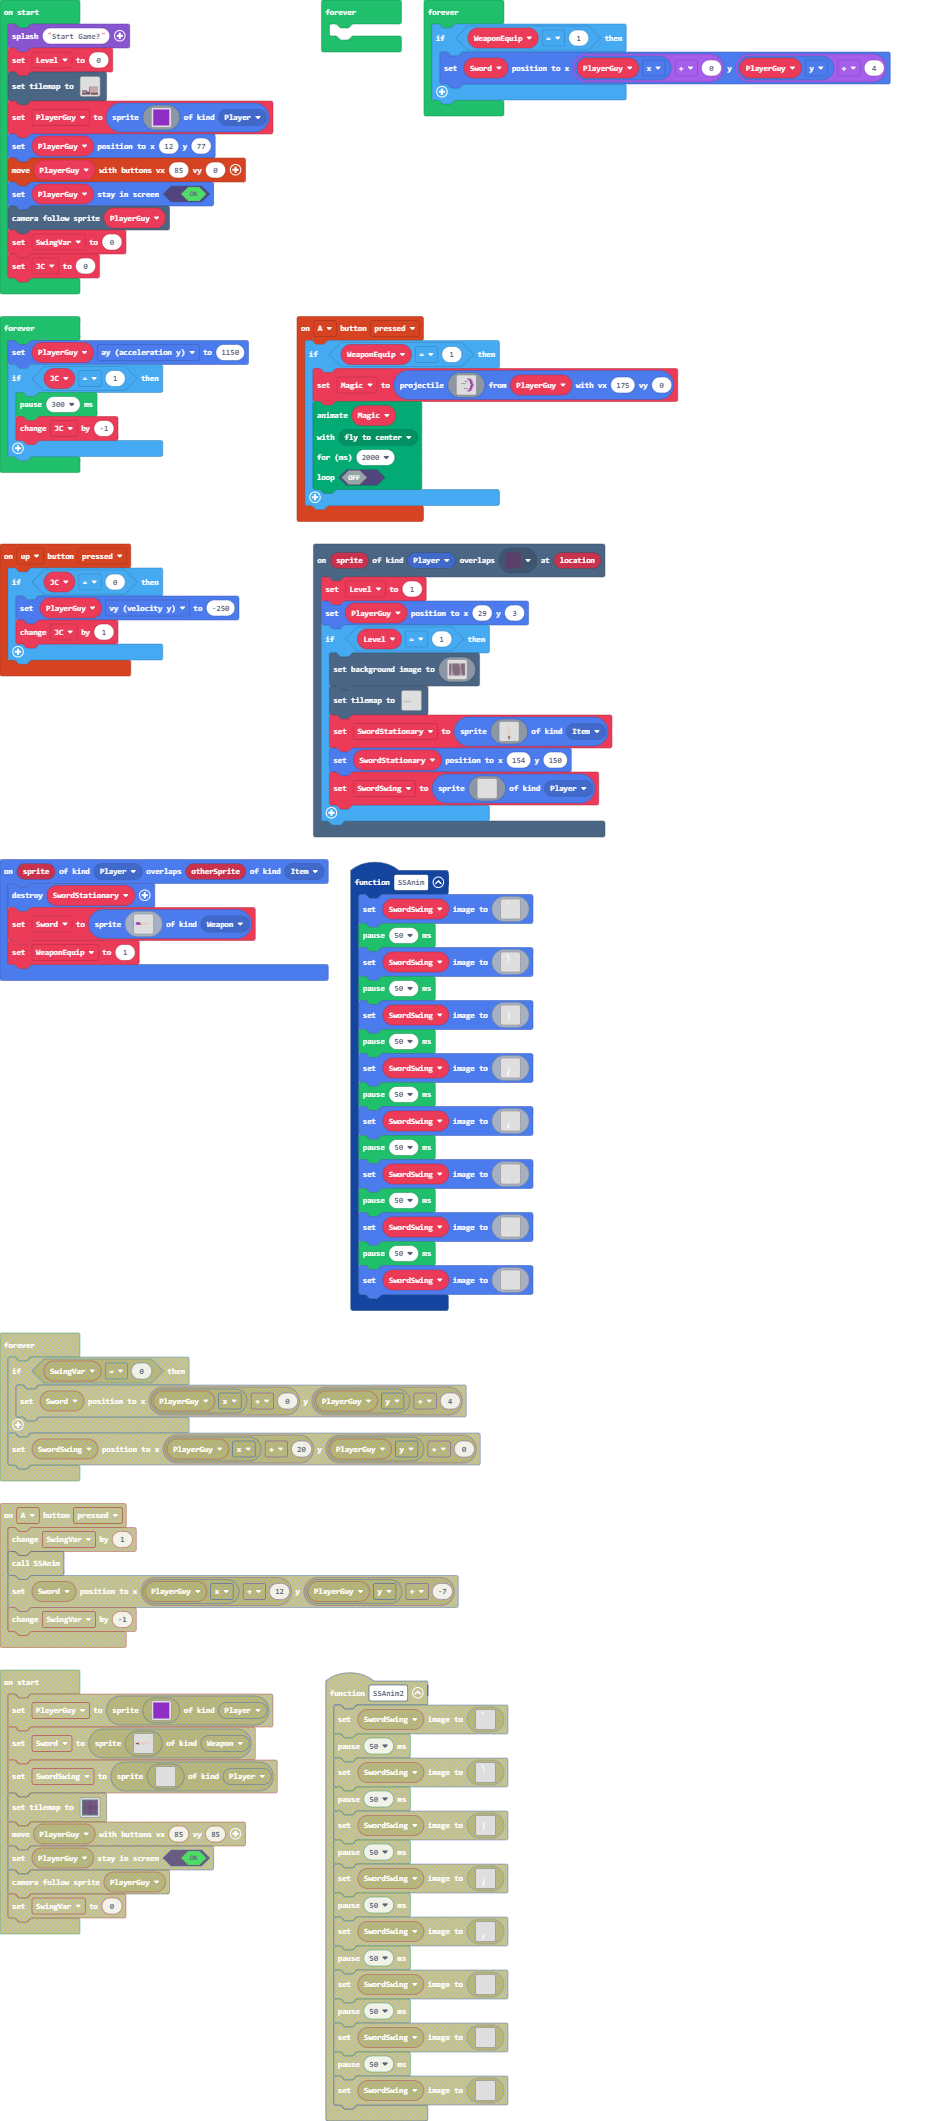 on start
splash "Start Game?"
set Level to 0
set tilemap to
set PlayerGuy to sprite of kind Player
set PlayerGuy position to x 12 y 77
move PlayerGuy with buttons vx 85 vy 0
set PlayerGuy stay in screen ON
camera follow sprite PlayerGuy
set SwingVar to 0
set JC to 0
forever
forever
if WeaponEquip = 1 then
set Sword position to x PlayerGuy x + 0 y PlayerGuy y + 4
forever
set PlayerGuy ay (acceleration y) to 1150
if JC = 1 then
pause 300 ms
change JC by -1
on A button pressed
if WeaponEquip = 1 then
set Magic to projectile from PlayerGuy with vx 175 vy 0
animate Magic
with fly to center
for (ms) 2000
loop OFF
on up button pressed
if JC = 0 then
set PlayerGuy vy (velocity y) to -250
change JC by 1
on sprite of kind Player overlaps at location
set Level to 1
set PlayerGuy position to x 29 y 3
if Level = 1 then
set background image to
set tilemap to
set SwordStationary to sprite of kind Item
set SwordStationary position to x 154 y 150
set SwordSwing to sprite of kind Player
on sprite of kind Player overlaps otherSprite of kind Item
destroy SwordStationary
set Sword to sprite of kind Weapon
set WeaponEquip to 1
function SSAnim
set SwordSwing image to
pause 50 ms
set SwordSwing image to
pause 50 ms
set SwordSwing image to
pause 50 ms
set SwordSwing image to
pause 50 ms
set SwordSwing image to
pause 50 ms
set SwordSwing image to
pause 50 ms
set SwordSwing image to
pause 50 ms
set SwordSwing image to
forever
if SwingVar = 0 then
set Sword position to x PlayerGuy x + 0 y PlayerGuy y + 4
set SwordSwing position to x PlayerGuy x + 20 y PlayerGuy y + 0
on A button pressed
change SwingVar by 1
call SSAnim
set Sword position to x PlayerGuy x + 12 y PlayerGuy y + -7
change SwingVar by -1
on start
set PlayerGuy to sprite of kind Player
set Sword to sprite of kind Weapon
set SwordSwing to sprite of kind Player
set tilemap to
move PlayerGuy with buttons vx 85 vy 85
set PlayerGuy stay in screen ON
camera follow sprite PlayerGuy
set SwingVar to 0
function SSAnim2
set SwordSwing image to
pause 50 ms
set SwordSwing image to
pause 50 ms
set SwordSwing image to
pause 50 ms
set SwordSwing image to
pause 50 ms
set SwordSwing image to
pause 50 ms
set SwordSwing image to
pause 50 ms
set SwordSwing image to
pause 50 ms
set SwordSwing image to